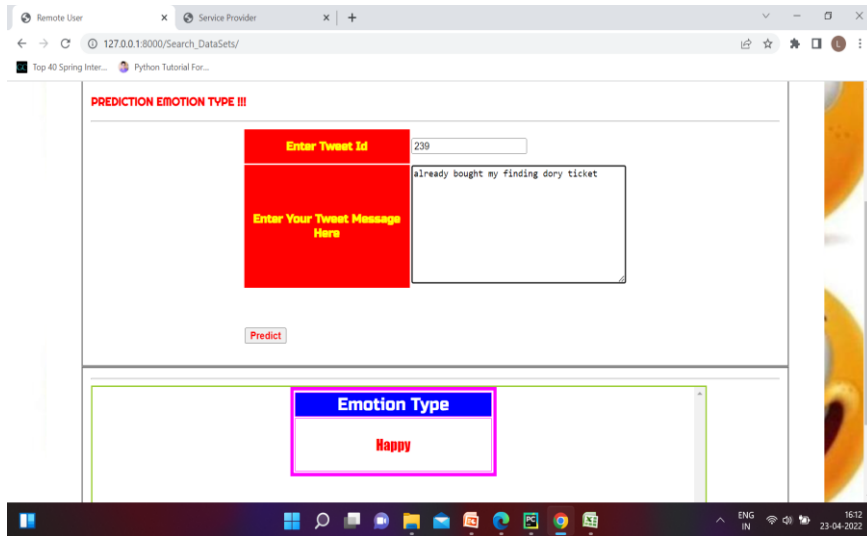 Remote User
Service Provider
127.0.0.1:8000/Search_DataSets/
L
Top 40 Spring Inter...
Python Tutorial For...
PREDICTION EMOTION TYPE !!!
Enter Tweet Id
239
Enter Your Tweet Message
Here
already bought my finding dory ticket
Predict
Emotion Type
Happy
ENG
IN
16:12
23-04-2022